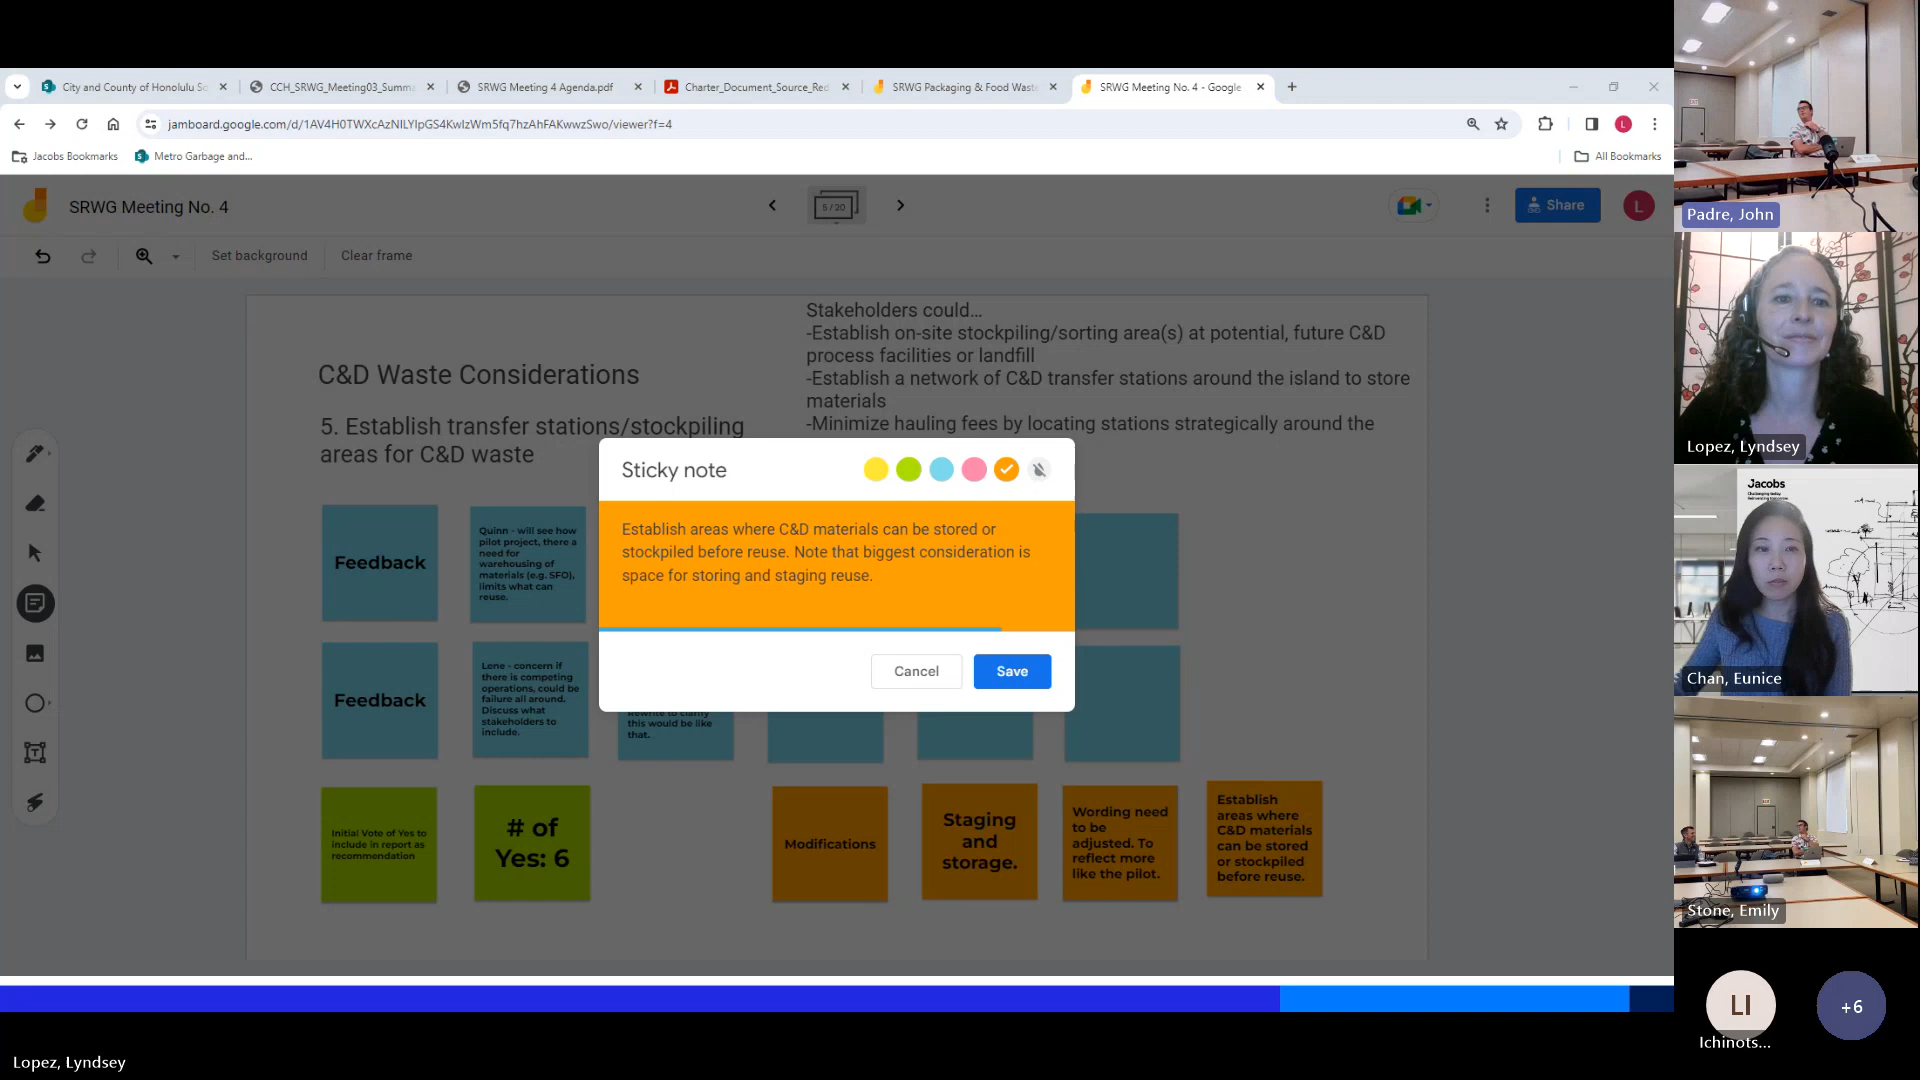 City and County of Honolulu So
CCH_SRWG_Meeting03_Summa
SRWG Meeting 4 Agenda.pdf
Charter_Document_Source_Red
SRWG Packaging & Food Waste
SRWG Meeting No. 4 - Google
jamboard.google.com/d/1AV4H0TWXcAzNILYIpGS4KwIzWm5fq7hzAhFAKwwzSwo/viewer?f=4
L
Jacobs Bookmarks
Metro Garbage and...
All Bookmarks
SRWG Meeting No. 4
5 / 20
Share
L
Set background
Clear frame
Stakeholders could...
-Establish on-site stockpiling/sorting area(s) at potential, future C&D
process facilities or landfill
-Establish a network of C&D transfer stations around the island to store
materials
-Minimize hauling fees by locating stations strategically around the
C&D Waste Considerations
5. Establish transfer stations/stockpiling
areas for C&D waste
Sticky note
Establish areas where C&D materials can be stored or
stockpiled before reuse. Note that biggest consideration is
space for storing and staging reuse.
Cancel
Save
Feedback
Quinn - will see how
pilot project, there a
need for
warehousing of
materials (e.g. SFO),
limits what can
reuse.
Feedback
Lene - concern if
there is competing
operations, could be
failure all around.
Discuss what
stakeholders to
include.
Rewrite to clarify
this would be like
that.
Initial Vote of Yes to
include in report as
recommendation
# of
Yes: 6
Modifications
Staging
and
storage.
Wording need
to be
adjusted. To
reflect more
like the pilot.
Establish
areas where
C&D materials
can be stored
or stockpiled
before reuse.
Padre, John
Lopez, Lyndsey
Jacobs
Chan, Eunice
Stone, Emily
LI
Ichinots...
+6
Lopez, Lyndsey